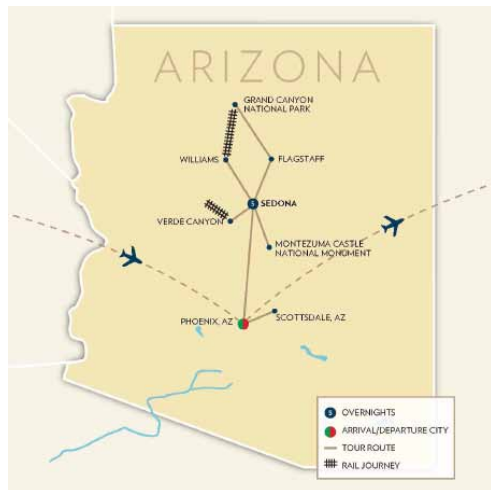 ARIZONA
GRAND CANYON
NATIONAL PARK
WILLIAMS
FLAGSTAFF
5
SEDONA
VERDE CANYON
MONTEZUMA CASTLE
NATIONAL MONUMENT
PHOENIX, AZ
SCOTTSDALE, AZ
5 OVERNIGHTS
ARRIVAL/DEPARTURE CITY
TOUR ROUTE
RAIL JOURNEY